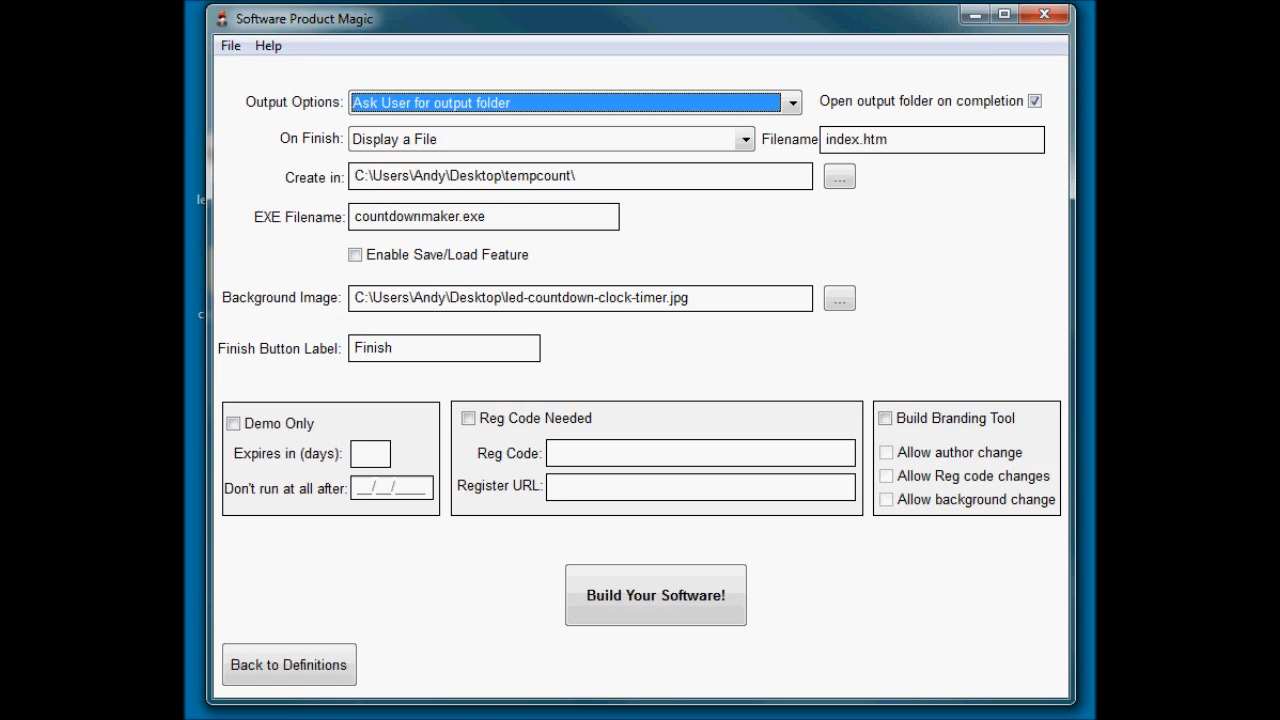 Software Product Magic
File Help
Output Options: Ask User for output folder Open output folder on completion
On Finish: Display a File Filename index.htm
Create in: C:\Users\Andy\Desktop\tempcount\ ...
EXE Filename: countdownmaker.exe
Enable Save/Load Feature
Background Image: C:\Users\Andy\Desktop\led-countdown-clock-timer.jpg ...
Finish Button Label: Finish
Demo Only
Expires in (days):
Don't run at all after: __/__/____
Reg Code Needed
Reg Code:
Register URL:
Build Branding Tool
Allow author change
Allow Reg code changes
Allow background change
Build Your Software!
Back to Definitions